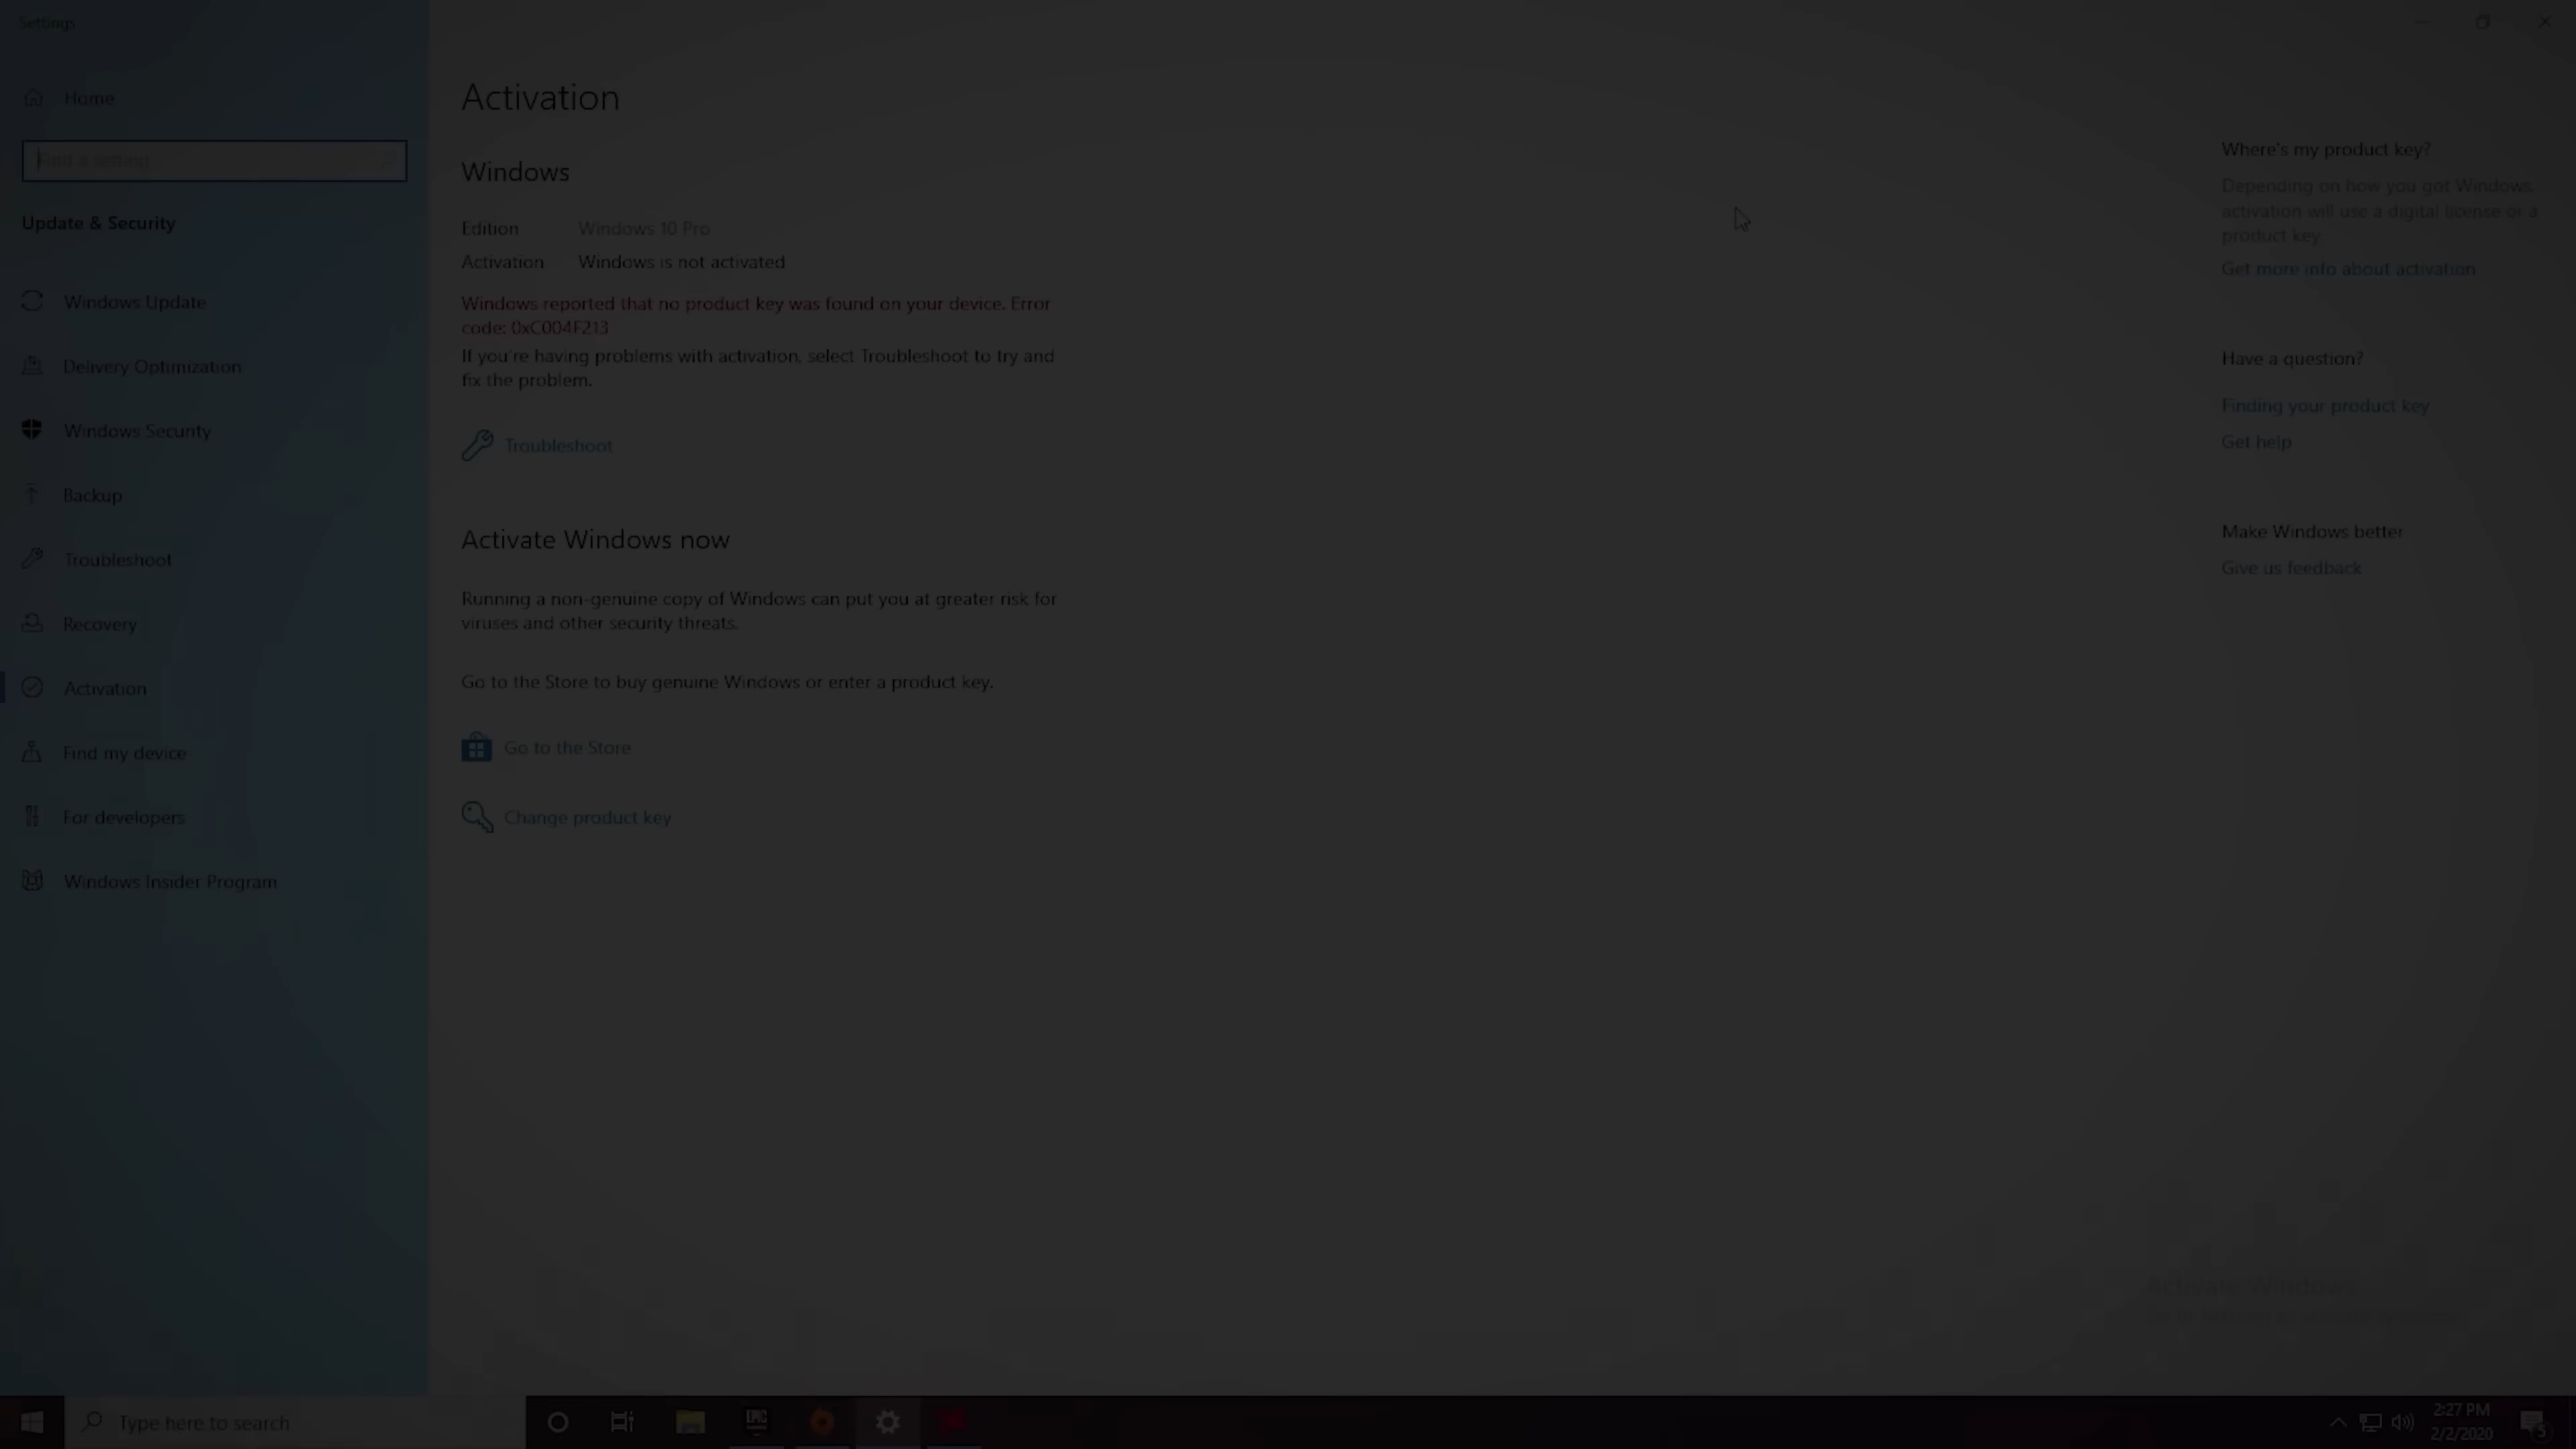 Settings
Home
Find a setting
Update & Security
Windows Update
Delivery Optimization
Windows Security
Backup
Troubleshoot
Recovery
Activation
Find my device
For developers
Windows Insider Program
Activation
Windows
Edition Windows 10 Pro
Activation Windows is not activated
Windows reported that no product key was found on your device. Error
code: 0xC004F213
If you're having problems with activation, select Troubleshoot to try and
fix the problem.
Troubleshoot
Activate Windows now
Running a non-genuine copy of Windows can put you at greater risk for
viruses and other security threats.
Go to the Store to buy genuine Windows or enter a product key.
Go to the Store
Change product key
Where's my product key?
Depending on how you got Windows,
activation will use a digital license or a
product key.
Get more info about activation
Have a question?
Finding your product key
Get help
Make Windows better
Give us feedback
Activate Windows
Type here to search
EPIC
2:27 PM
2/2/2020
5